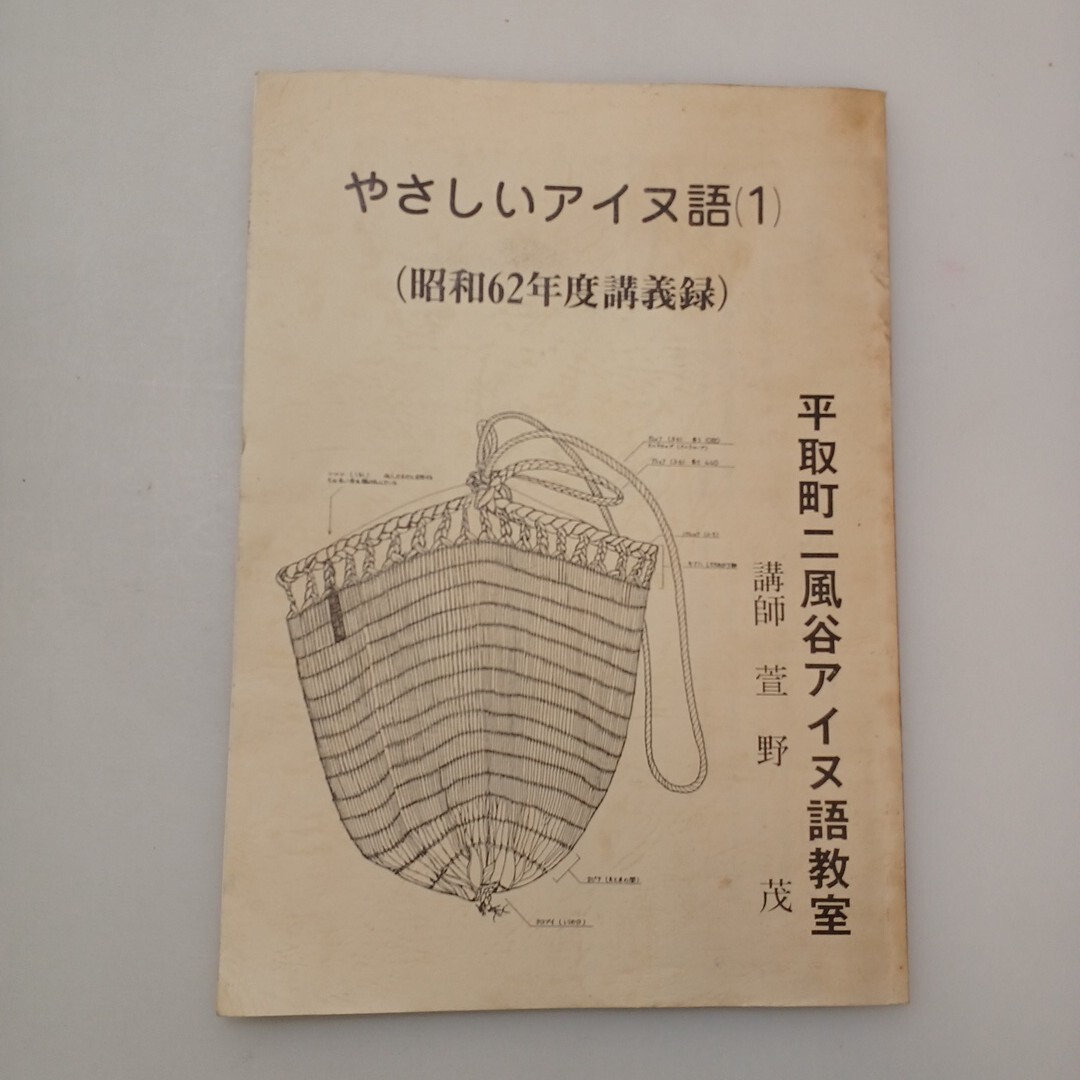 やさしいアイヌ語(1)
(昭和62年度講義録)
平取町二風谷アイヌ語教室
講師 萱野 茂